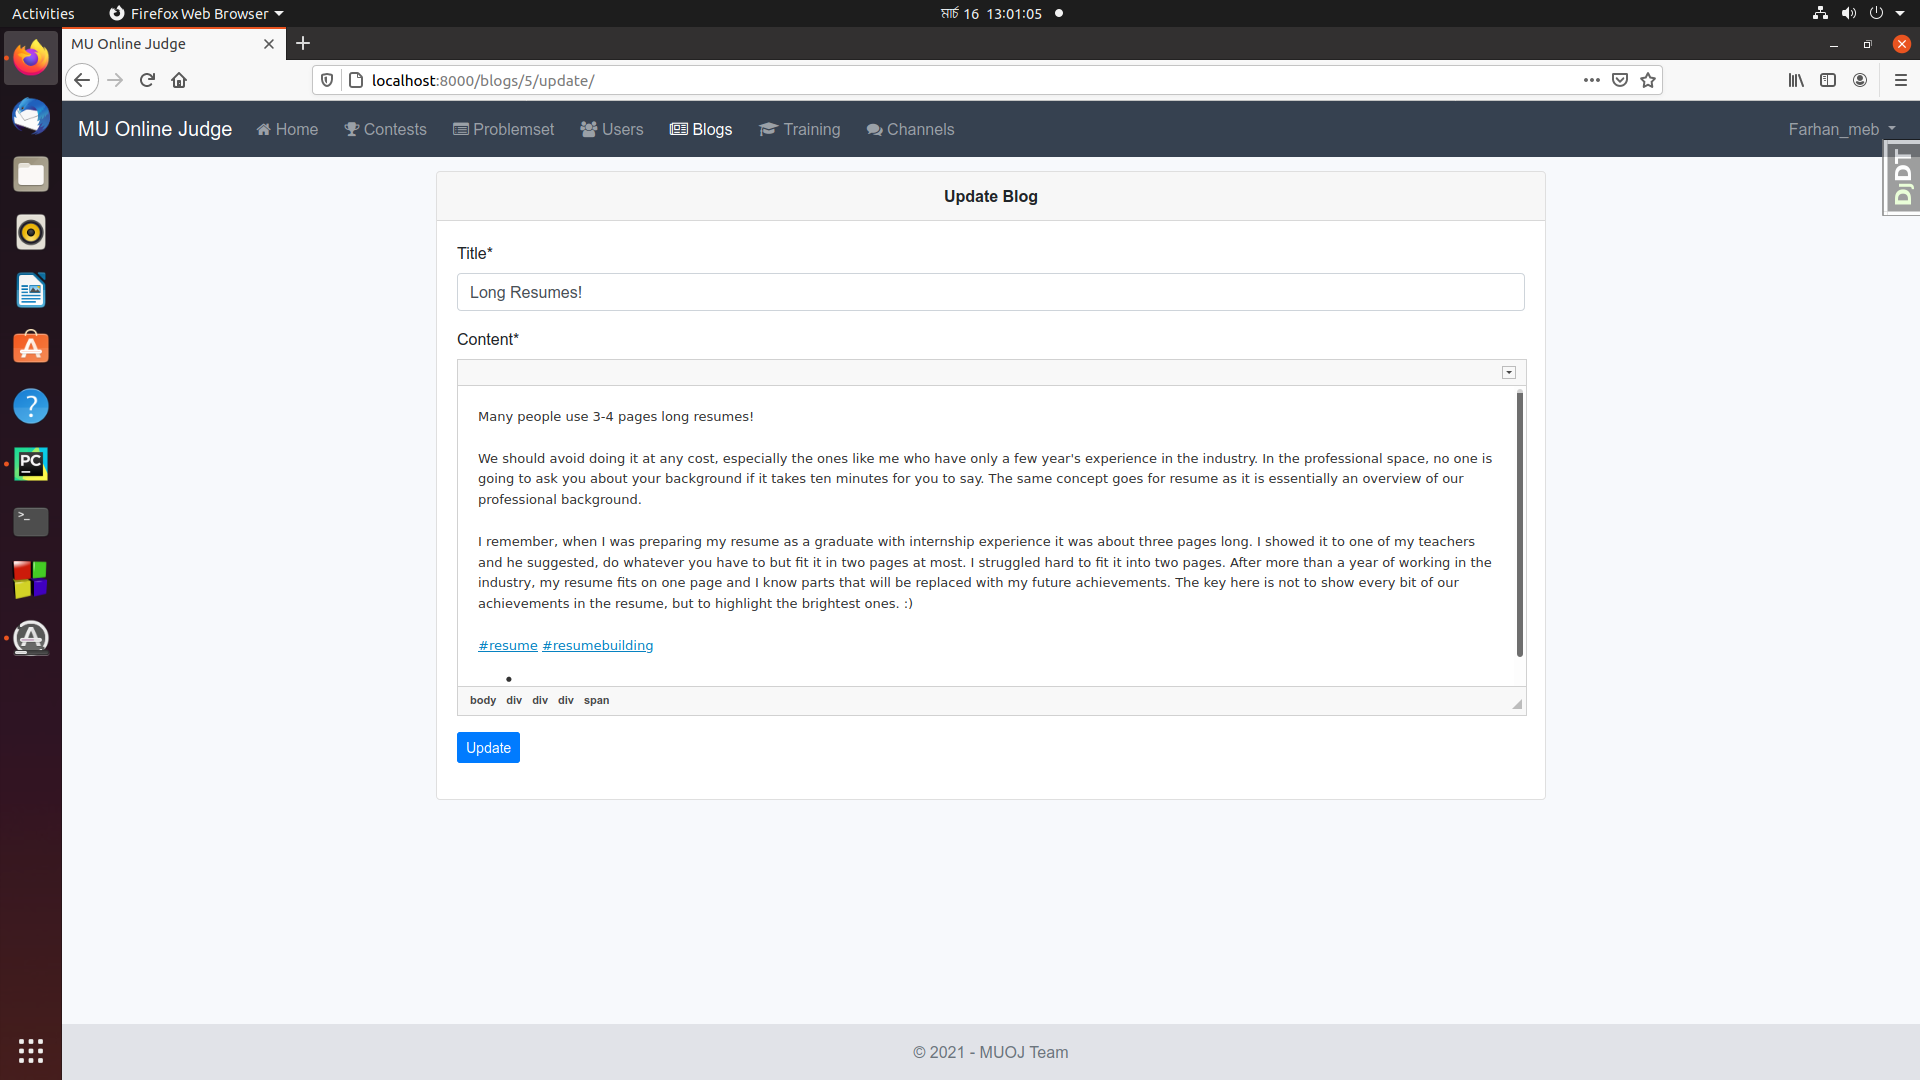 Activities Firefox Web Browser মার্চ 16 13:01:05
MU Online Judge
localhost:8000/blogs/5/update/
MU Online Judge Home Contests Problemset Users Blogs Training Channels Farhan_meb
DjDT
Update Blog
Title*
Long Resumes!
Content*
Many people use 3-4 pages long resumes!
We should avoid doing it at any cost, especially the ones like me who have only a few year's experience in the industry. In the professional space, no one is
going to ask you about your background if it takes ten minutes for you to say. The same concept goes for resume as it is essentially an overview of our
professional background.
I remember, when I was preparing my resume as a graduate with internship experience it was about three pages long. I showed it to one of my teachers
and he suggested, do whatever you have to but fit it in two pages at most. I struggled hard to fit it into two pages. After more than a year of working in the
industry, my resume fits on one page and I know parts that will be replaced with my future achievements. The key here is not to show every bit of our
achievements in the resume, but to highlight the brightest ones. :)
#resume #resumebuilding
body div div div span
Update
PC
© 2021 - MUOJ Team